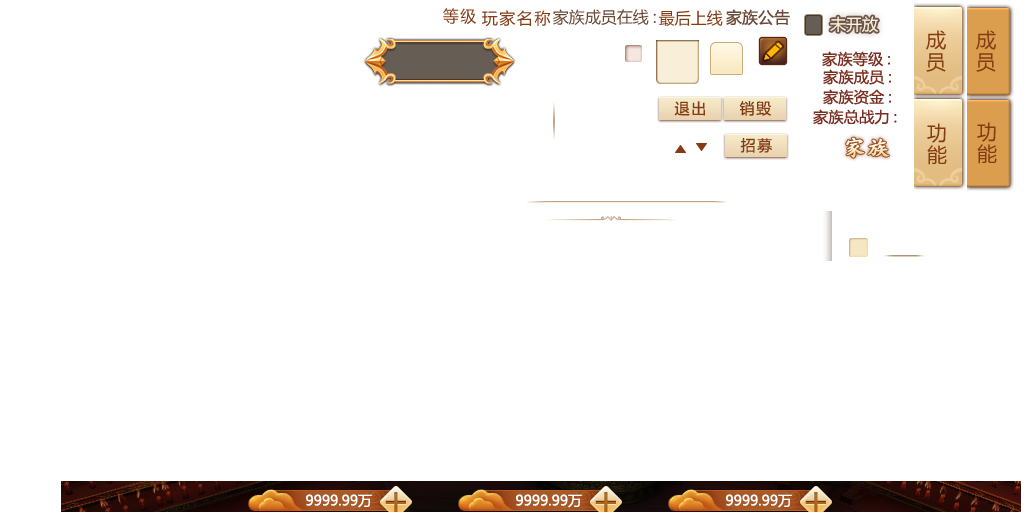 等级 玩家名称 家族成员在线: 最后上线 家族公告
未开放
家族等级:
家族成员:
家族资金:
家族总战力:
家族
退出 销毁
招募
成员 成员
功能 功能
9999.99万 9999.99万 9999.99万